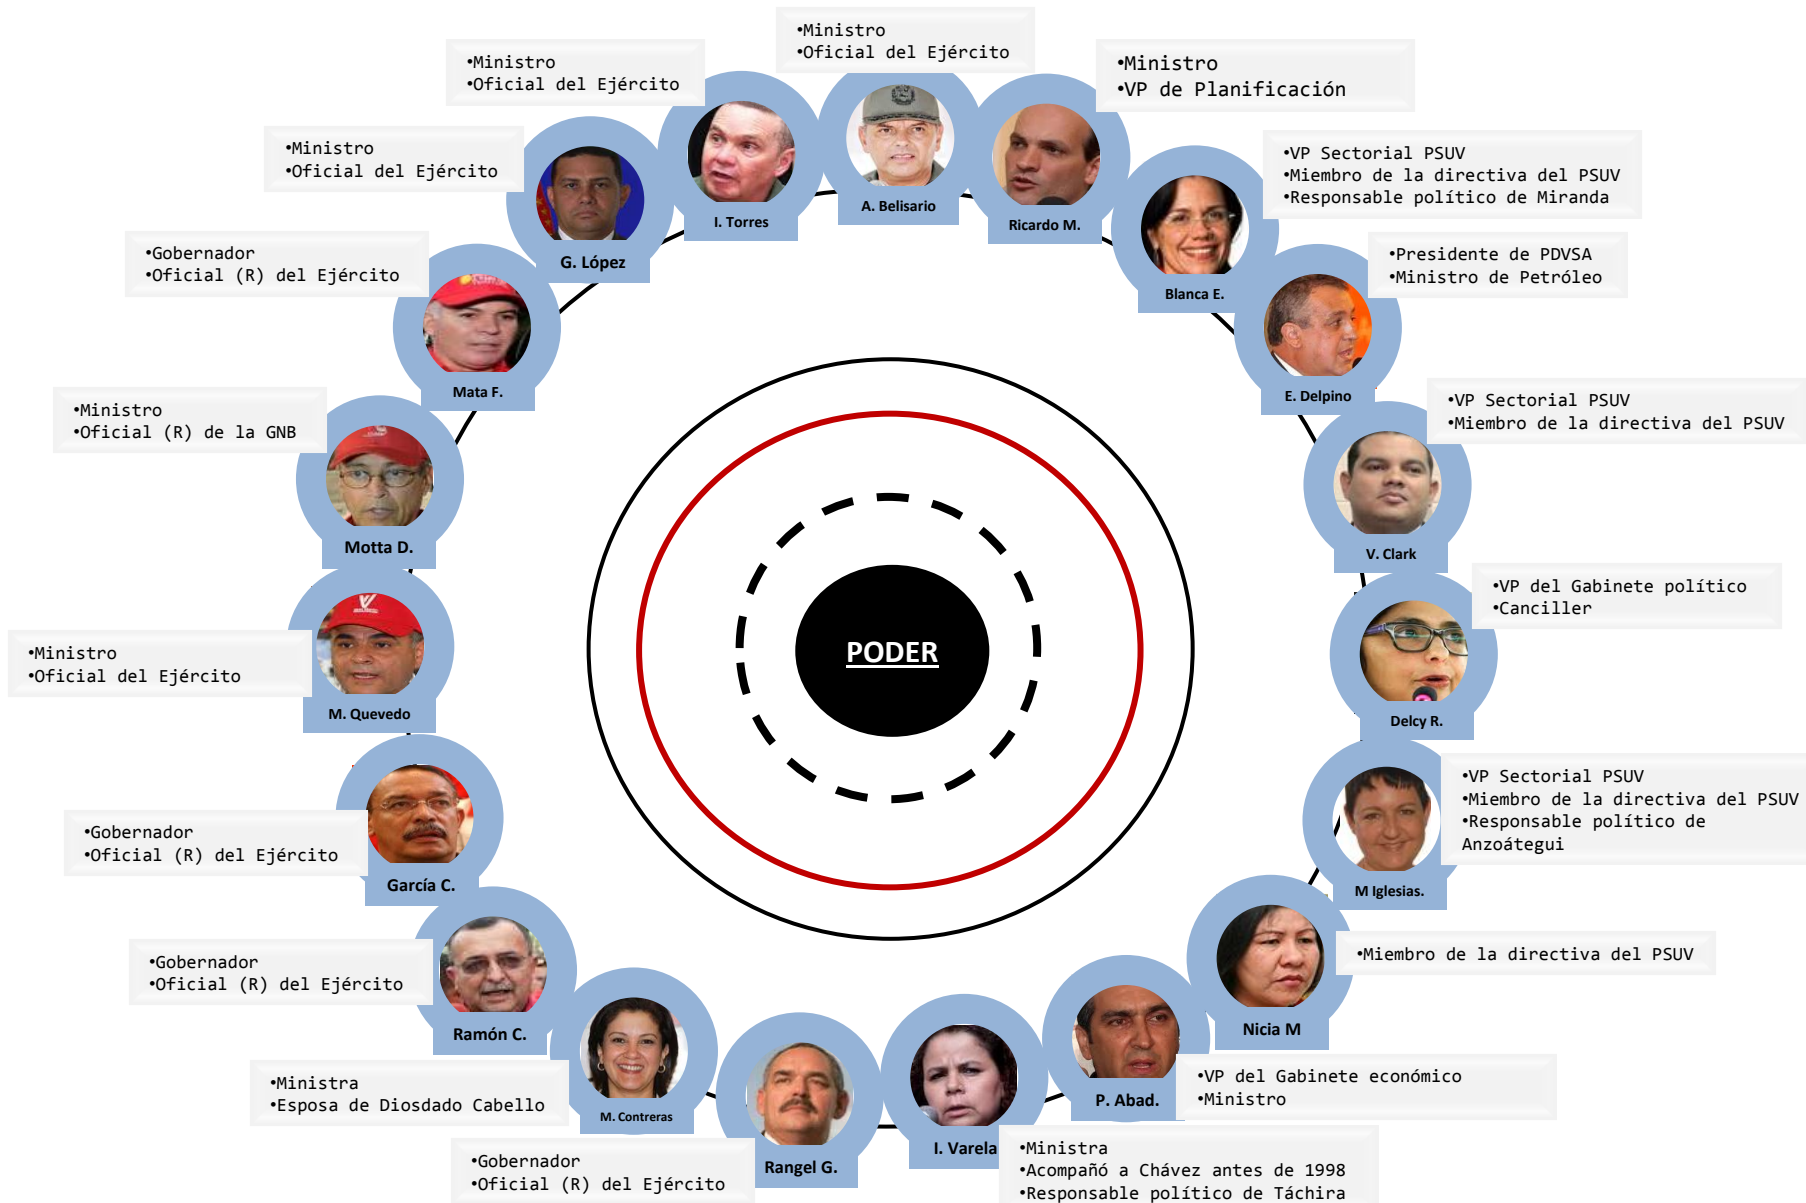 •Ministro
•Oficial del Ejército
A. Belisario
•Ministro
•VP de Planificación
Ricardo M.
•VP Sectorial PSUV
•Miembro de la directiva del PSUV
•Responsable político de Miranda
Blanca E.
•Presidente de PDVSA
•Ministro de Petróleo
E. Delpino
•VP Sectorial PSUV
•Miembro de la directiva del PSUV
V. Clark
•VP del Gabinete político
•Canciller
Delcy R.
•VP Sectorial PSUV
•Miembro de la directiva del PSUV
•Responsable político de
Anzoátegui
M Iglesias.
•Miembro de la directiva del PSUV
Nicia M
•VP del Gabinete económico
•Ministro
P. Abad.
•Ministra
•Acompañó a Chávez antes de 1998
•Responsable político de Táchira
I. Varela
•Gobernador
•Oficial (R) del Ejército
Rangel G.
•Ministra
•Esposa de Diosdado Cabello
M. Contreras
•Gobernador
•Oficial (R) del Ejército
Ramón C.
•Gobernador
•Oficial (R) del Ejército
García C.
•Ministro
•Oficial del Ejército
M. Quevedo
•Ministro
•Oficial (R) de la GNB
Motta D.
•Gobernador
•Oficial (R) del Ejército
Mata F.
•Ministro
•Oficial del Ejército
G. López
•Ministro
•Oficial del Ejército
I. Torres
PODER